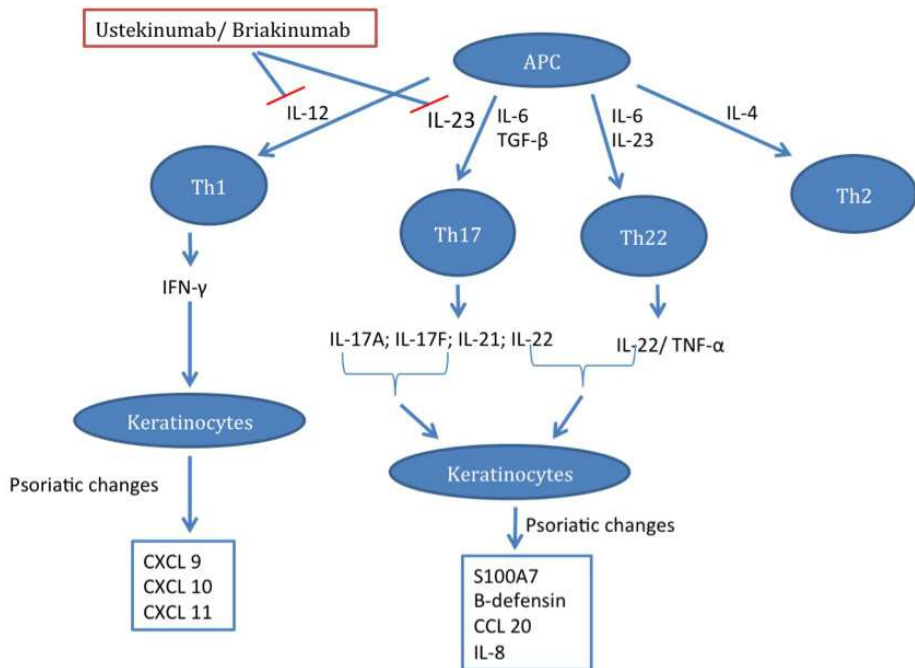 Ustekinumab/ Briakinumab
APC
IL-12
IL-23
IL-6
TGF-β
IL-6
IL-23
IL-4
Th1
Th17
Th22
Th2
IFN-γ
IL-17A; IL-17F; IL-21; IL-22
IL-22/ TNF-α
Keratinocytes
Keratinocytes
Psoriatic changes
Psoriatic changes
CXCL 9
CXCL 10
CXCL 11
S100A7
B-defensin
CCL 20
IL-8